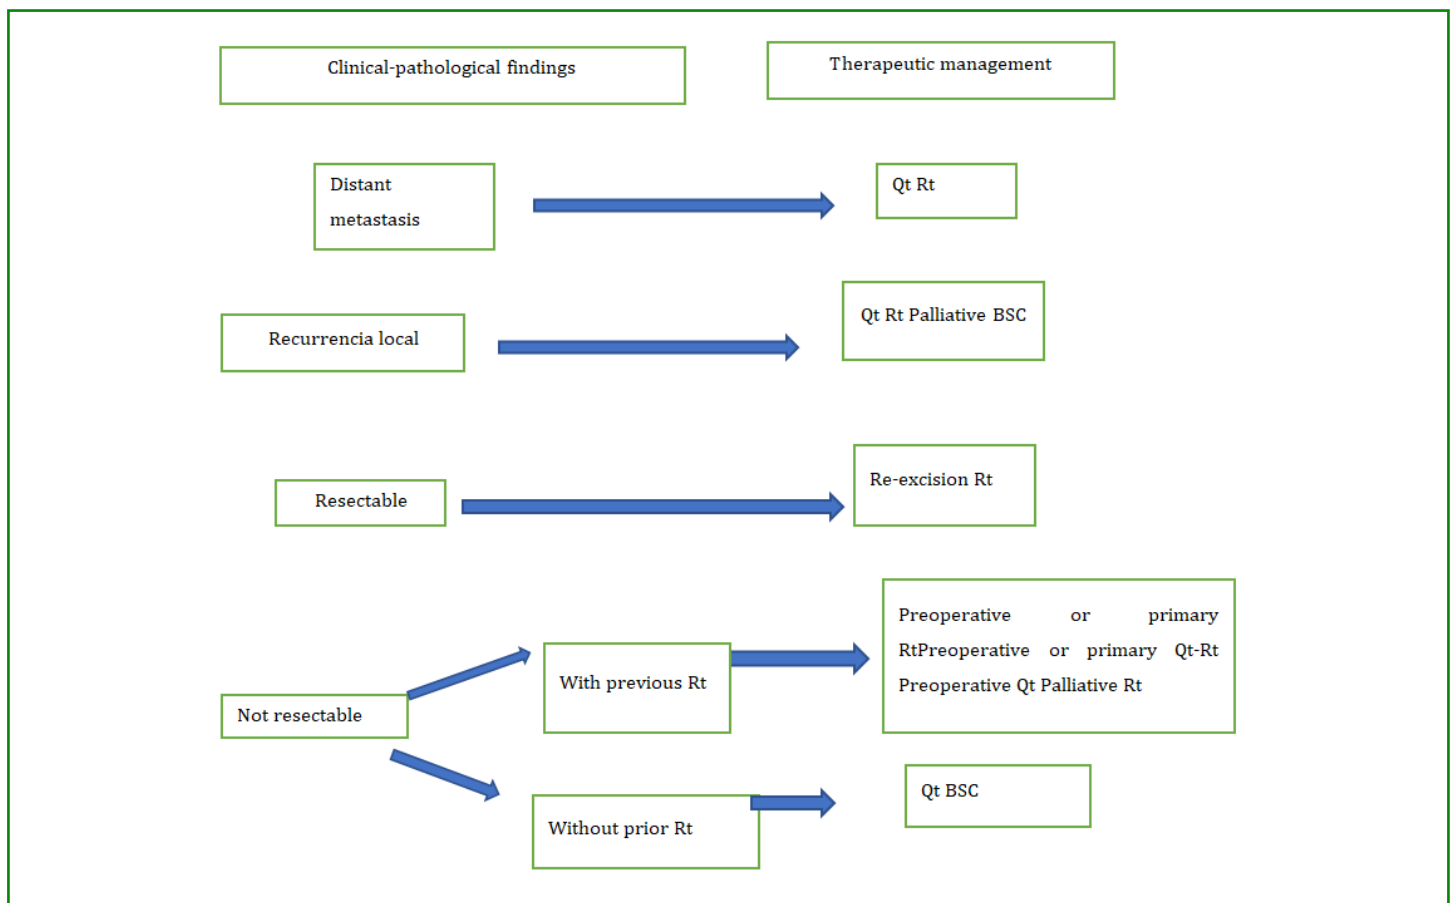 Clinical-pathological findings
Therapeutic management
Distant
metastasis
Qt Rt
Recurrencia local
Qt Rt Palliative BSC
Resectable
Re-excision Rt
Not resectable
With previous Rt
Preoperative or primary
RtPreoperative or primary Qt-Rt
Preoperative Qt Palliative Rt
Without prior Rt
Qt BSC